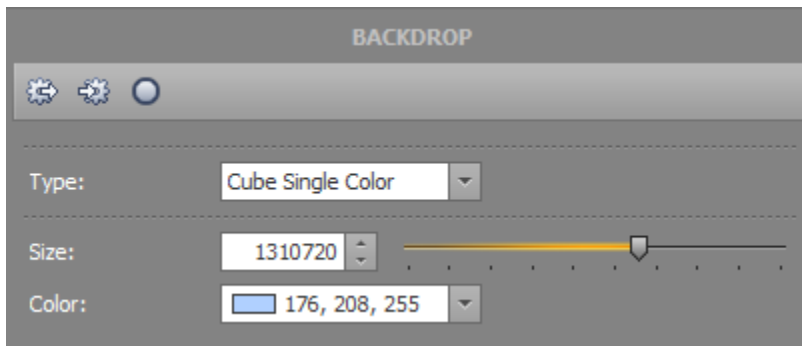 BACKDROP
Type: Cube Single Color
Size: 1310720
Color: 176, 208, 255